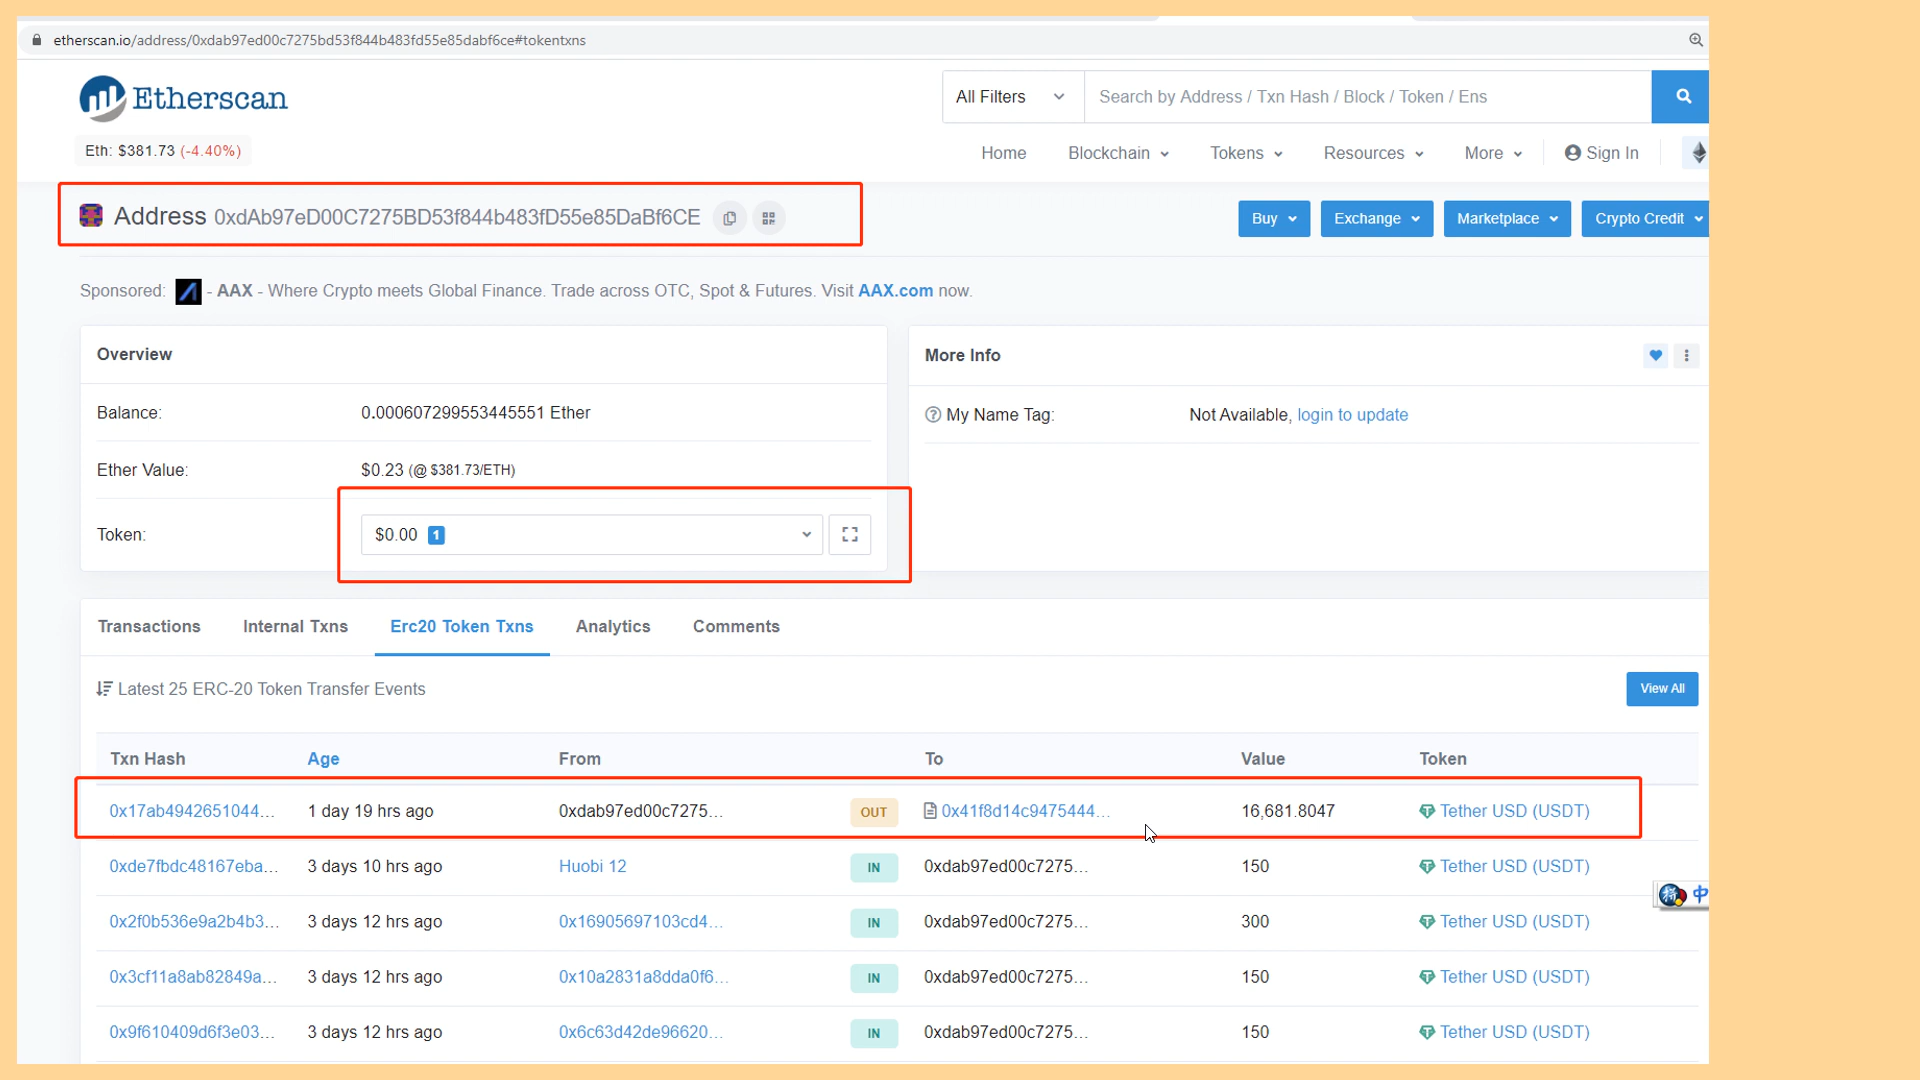 etherscan.io/address/0xdab97ed00c7275bd53f844b483fd55e85dabf6ce#tokentxns
Etherscan
All Filters
Search by Address / Txn Hash / Block / Token / Ens
Eth: $381.73 (-4.40%)
Home Blockchain Tokens Resources More Sign In
Address 0xdAb97eD00C7275BD53f844b483fD55e85DaBf6CE
Buy Exchange Marketplace Crypto Credit
Sponsored: - AAX - Where Crypto meets Global Finance. Trade across OTC, Spot & Futures. Visit AAX.com now.
Overview
More Info
Balance: 0.000607299553445551 Ether
My Name Tag: Not Available, login to update
Ether Value: $0.23 (@ $381.73/ETH)
Token: $0.00 1
Transactions Internal Txns Erc20 Token Txns Analytics Comments
Latest 25 ERC-20 Token Transfer Events
View All
Txn Hash Age From To Value Token
0x17ab4942651044... 1 day 19 hrs ago 0xdab97ed00c7275... OUT 0x41f8d14c9475444... 16,681.8047 Tether USD (USDT)
0xde7fbdc48167eba... 3 days 10 hrs ago Huobi 12 IN 0xdab97ed00c7275... 150 Tether USD (USDT)
0x2f0b536e9a2b4b3... 3 days 12 hrs ago 0x16905697103cd4... IN 0xdab97ed00c7275... 300 Tether USD (USDT)
0x3cf11a8ab82849a... 3 days 12 hrs ago 0x10a2831a8dda0f6... IN 0xdab97ed00c7275... 150 Tether USD (USDT)
0x9f610409d6f3e03... 3 days 12 hrs ago 0x6c63d42de96620... IN 0xdab97ed00c7275... 150 Tether USD (USDT)
拼 中